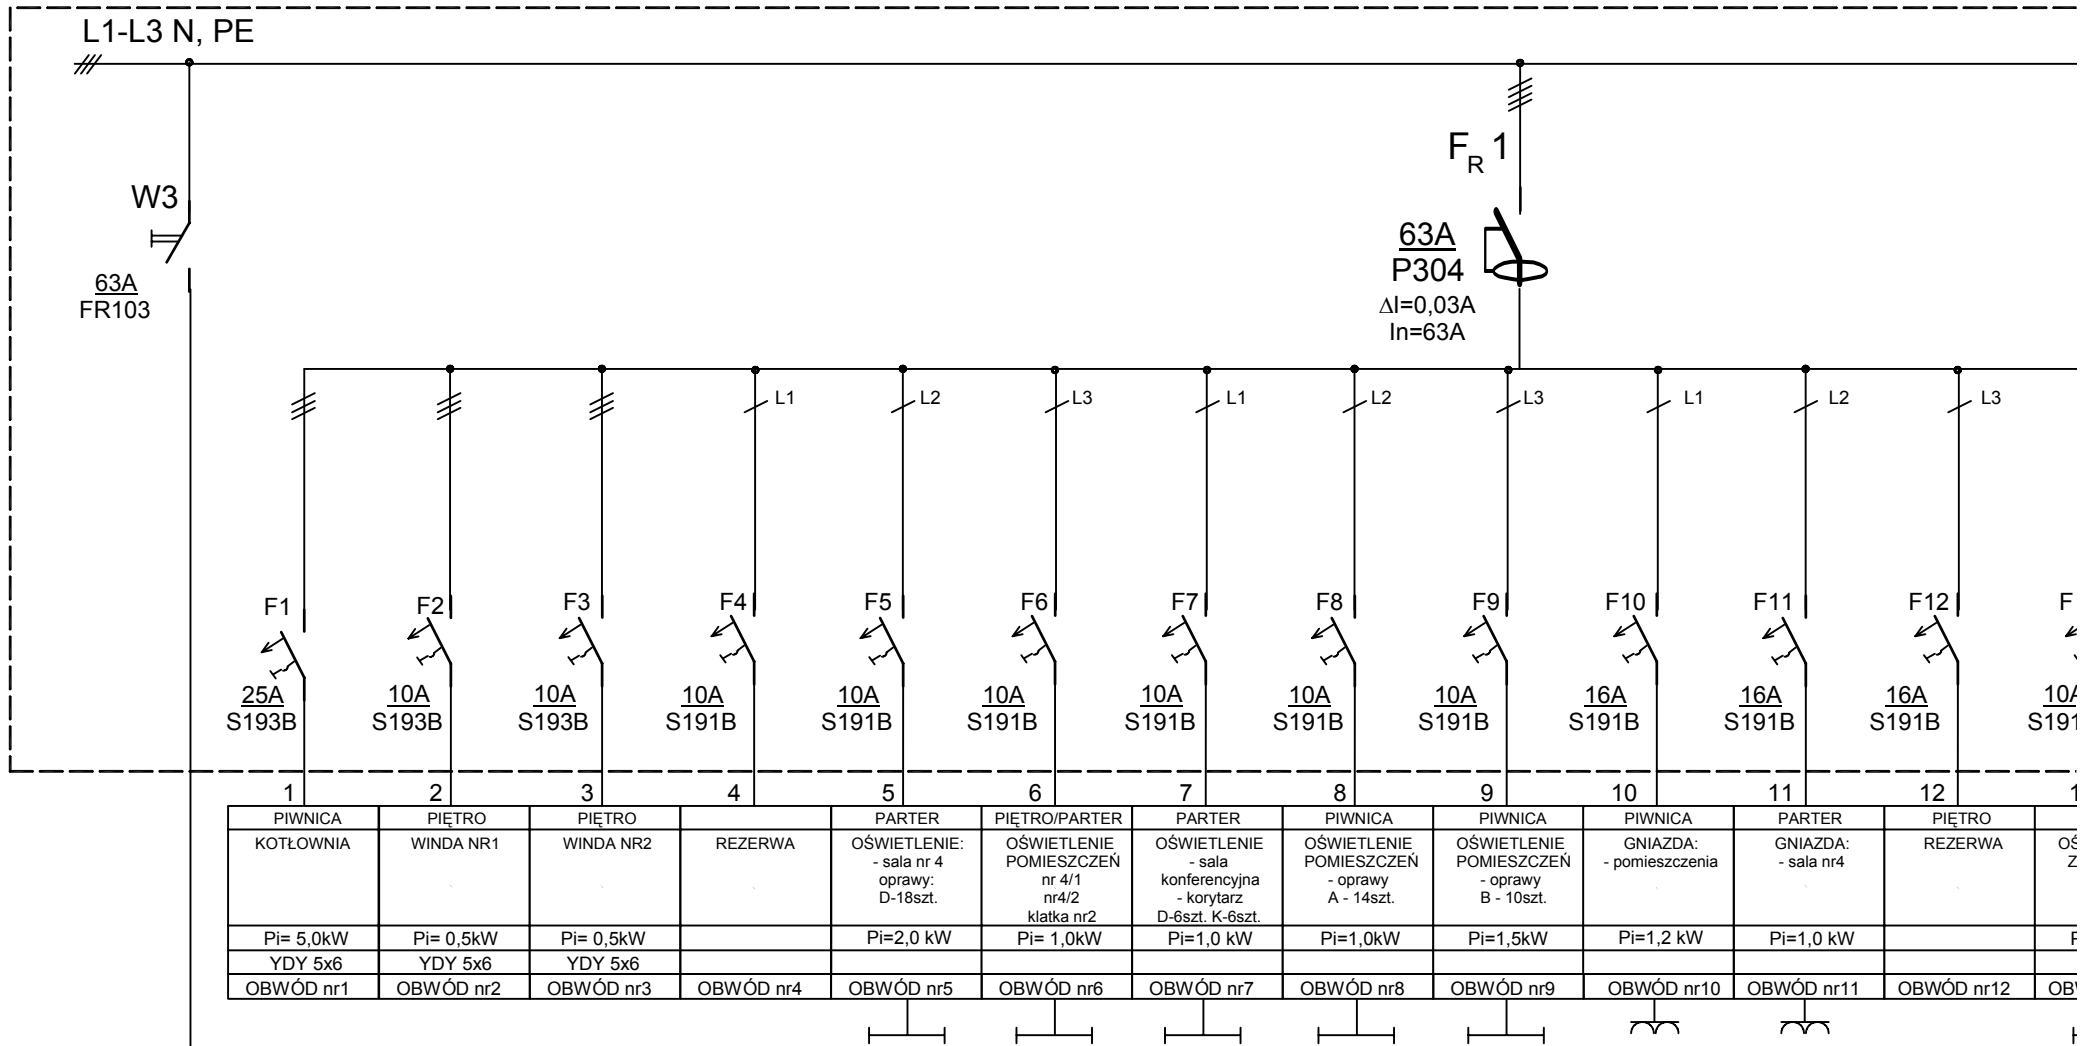 L1-L3 N, PE
W3
63A
FR103
F_R 1
63A
P304
ΔI=0,03A
In=63A
L1 L2 L3 L1 L2 L3 L1 L2 L3
F1 F2 F3 F4 F5 F6 F7 F8 F9 F10 F11 F12 F
25A 10A 10A 10A 10A 10A 10A 10A 10A 16A 16A 16A 10A
S193B S193B S193B S191B S191B S191B S191B S191B S191B S191B S191B S191B S191
1 2 3 4 5 6 7 8 9 10 11 12 1
PIWNICA
KOTŁOWNIA
Pi= 5,0kW
YDY 5x6
OBWÓD nr1
PIĘTRO
WINDA NR1
Pi= 0,5kW
YDY 5x6
OBWÓD nr2
PIĘTRO
WINDA NR2
Pi= 0,5kW
YDY 5x6
OBWÓD nr3
REZERWA
OBWÓD nr4
PARTER
OŚWIETLENIE:
- sala nr 4
oprawy:
D-18szt.
Pi=2,0 kW
OBWÓD nr5
PIĘTRO/PARTER
OŚWIETLENIE
POMIESZCZEŃ
nr 4/1
nr4/2
klatka nr2
Pi= 1,0kW
OBWÓD nr6
PARTER
OŚWIETLENIE
- sala
konferencyjna
- korytarz
D-6szt. K-6szt.
Pi=1,0 kW
OBWÓD nr7
PIWNICA
OŚWIETLENIE
POMIESZCZEŃ
- oprawy
A - 14szt.
Pi=1,0kW
OBWÓD nr8
PIWNICA
OŚWIETLENIE
POMIESZCZEŃ
- oprawy
B - 10szt.
Pi=1,5kW
OBWÓD nr9
PIWNICA
GNIAZDA:
- pomieszczenia
Pi=1,2 kW
OBWÓD nr10
PARTER
GNIAZDA:
- sala nr4
Pi=1,0 kW
OBWÓD nr11
PIĘTRO
REZERWA
OBWÓD nr12